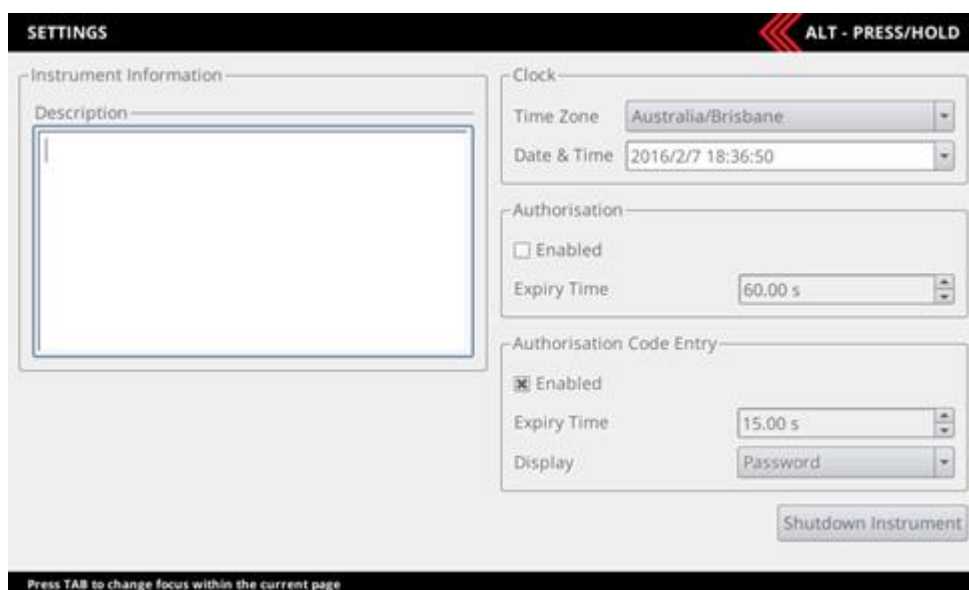 SETTINGS
ALT - PRESS/HOLD
Instrument Information
Description
Clock
Time Zone
Australia/Brisbane
Date & Time
2016/2/7 18:36:50
Authorisation
Enabled
Expiry Time
60.00 s
Authorisation Code Entry
Enabled
Expiry Time
15.00 s
Display
Password
Shutdown Instrument
Press TAB to change focus within the current page